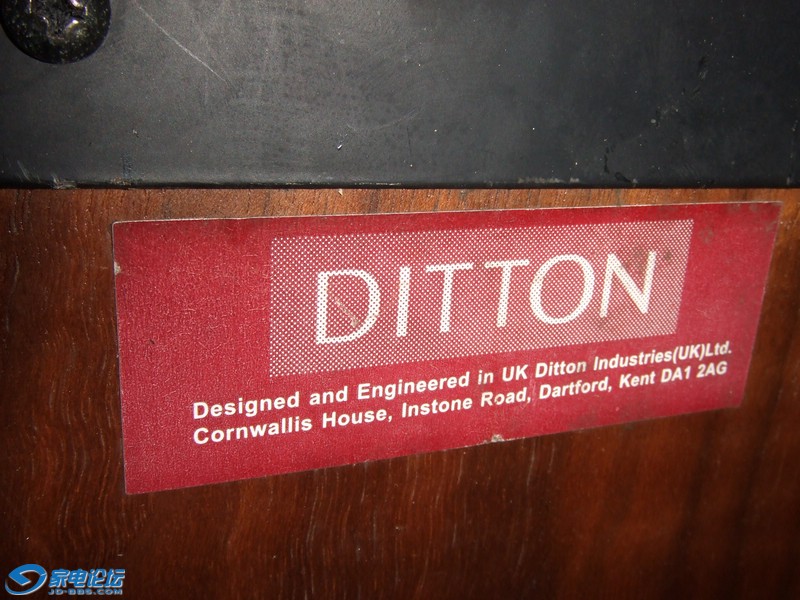 DITTON
Designed and Engineered in UK Ditton Industries(UK)Ltd.
Cornwallis House, Instone Road, Dartford, Kent DA1 2AG
家电论坛
JD-BBS.COM